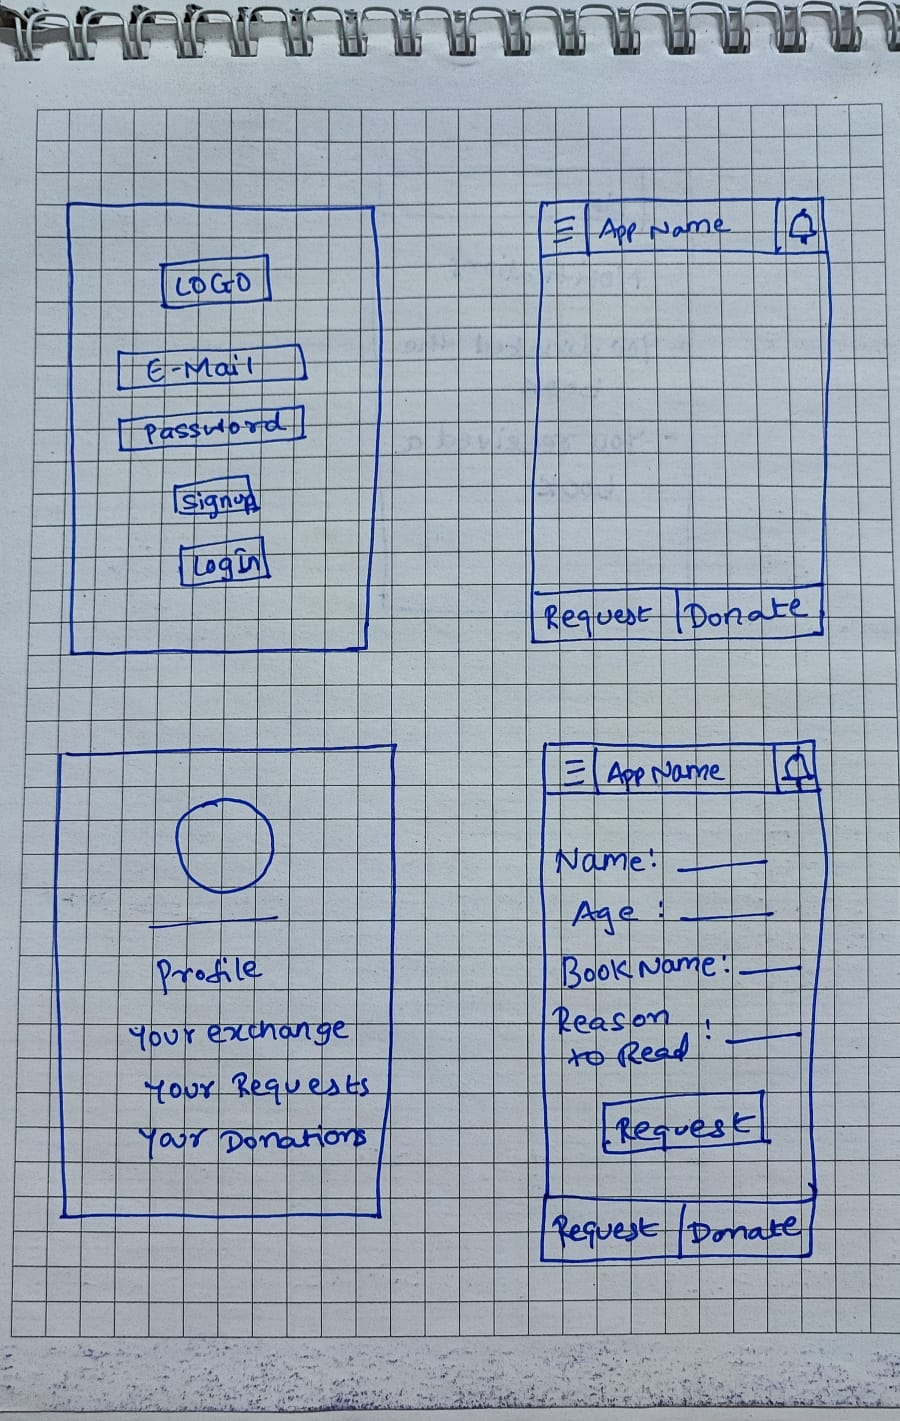 LOGO
E-Mail
Password
signup
Login
App Name
Request
Donate
Profile
Your exchange
Your Requests
Your Donations
App Name
Name:
Age :
Book Name:
Reason
to Read :
Request
Request
Donate